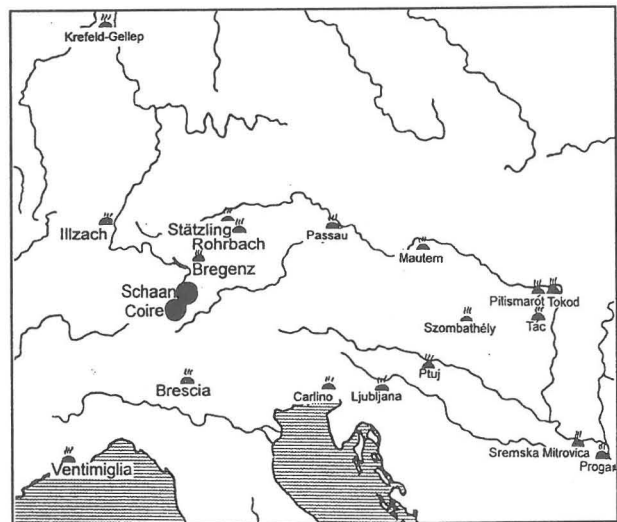 Krefeld-Gellep
Illzach
Stätzling
Rohrbach
Passau
Mautern
Bregenz
Schaan
Coire
Pilismarót Tokod
Szombathély
Tác
Ptuj
Brescia
Carlino
Ljubljana
Sremska Mitrovica
Progar
Ventimiglia